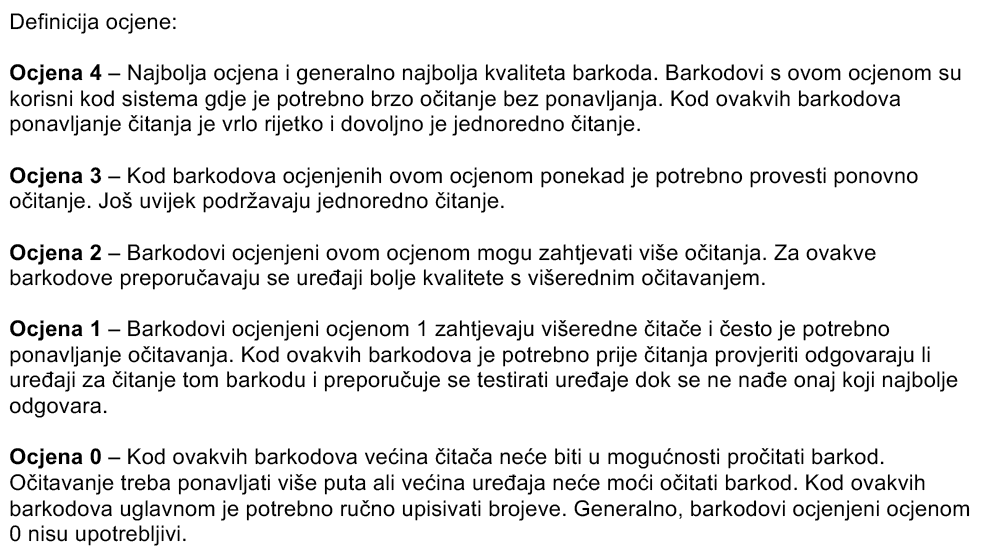 Definicija ocjene:
Ocjena 4 – Najbolja ocjena i generalno najbolja kvaliteta barkoda. Barkodovi s ovom ocjenom su
korisni kod sistema gdje je potrebno brzo očitanje bez ponavljanja. Kod ovakvih barkodova
ponavljanje čitanja je vrlo rijetko i dovoljno je jednoredno čitanje.
Ocjena 3 – Kod barkodova ocjenjenih ovom ocjenom ponekad je potrebno provesti ponovno
očitanje. Još uvijek podržavaju jednoredno čitanje.
Ocjena 2 – Barkodovi ocjenjeni ovom ocjenom mogu zahtjevati više očitanja. Za ovakve
barkodove preporučavaju se uređaji bolje kvalitete s višerednim očitavanjem.
Ocjena 1 – Barkodovi ocjenjeni ocjenom 1 zahtjevaju višeredne čitače i često je potrebno
ponavljanje očitavanja. Kod ovakvih barkodova je potrebno prije čitanja provjeriti odgovaraju li
uređaji za čitanje tom barkodu i preporučuje se testirati uređaje dok se ne nađe onaj koji najbolje
odgovara.
Ocjena 0 – Kod ovakvih barkodova većina čitača neće biti u mogućnosti pročitati barkod.
Očitavanje treba ponavljati više puta ali većina uređaja neće moći očitati barkod. Kod ovakvih
barkodova uglavnom je potrebno ručno upisivati brojeve. Generalno, barkodovi ocjenjeni ocjenom
0 nisu upotrebljivi.